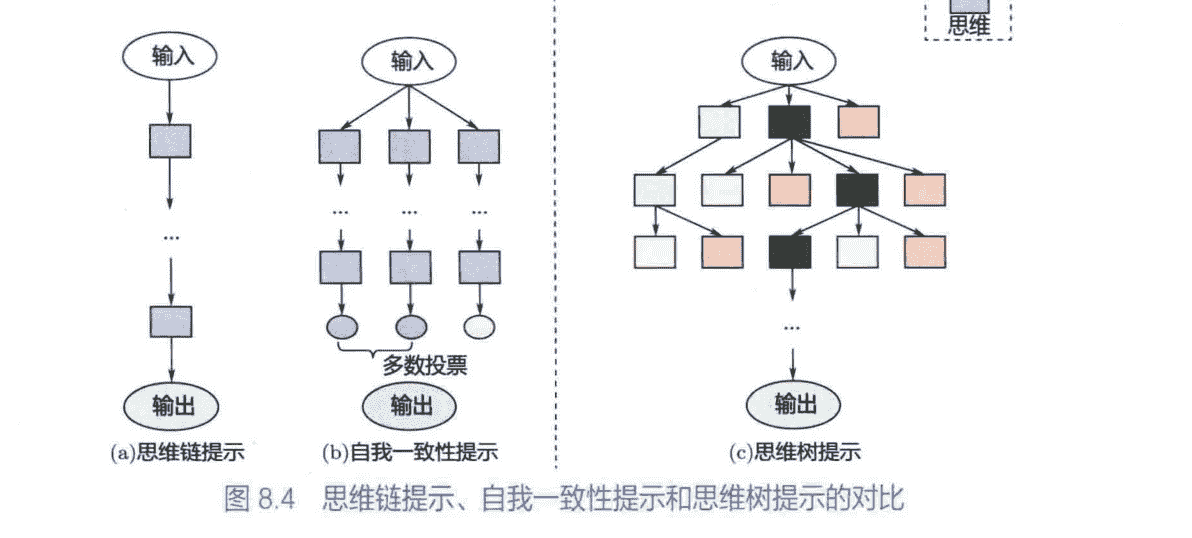 思维
输入
输入
输入
...
... ... ...
...
多数投票
输出
输出
输出
(a)思维链提示
(b)自我一致性提示
(c)思维树提示
图 8.4 思维链提示、自我一致性提示和思维树提示的对比